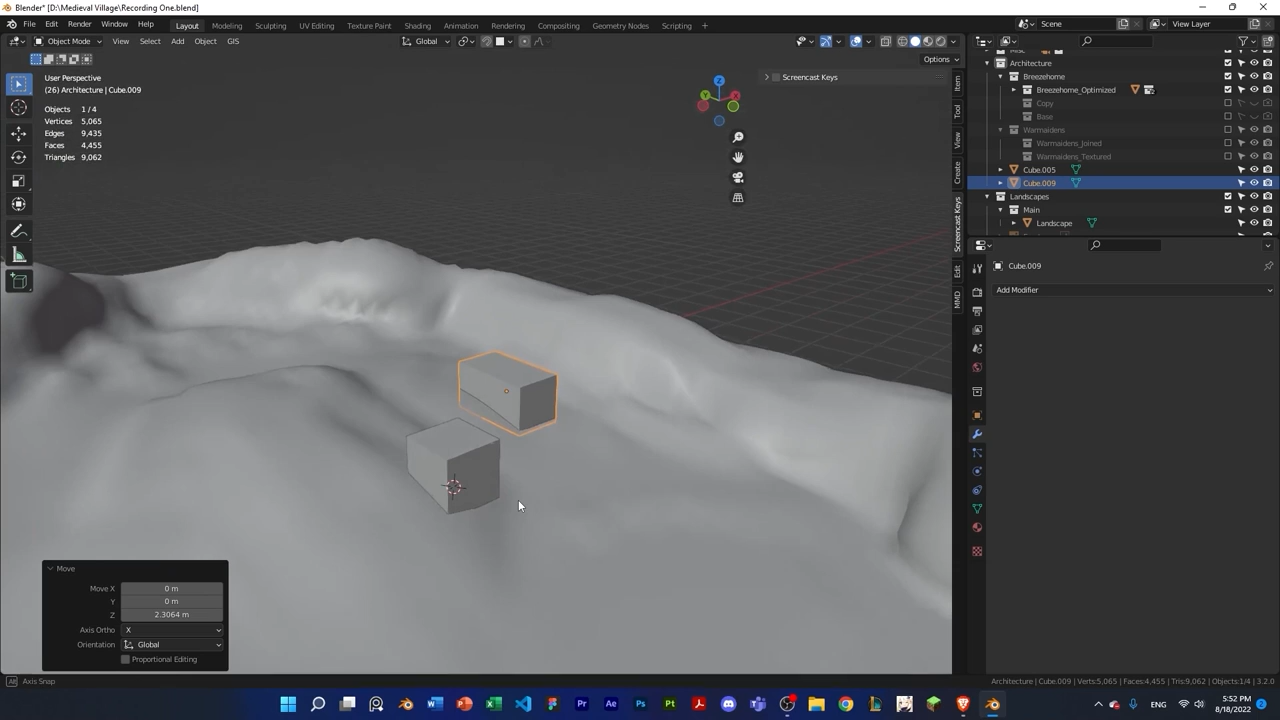 Blender* [D:\Medieval Village\Recording One.blend]
File Edit Render Window Help Layout Modeling Sculpting UV Editing Texture Paint Shading Animation Rendering Compositing Geometry Nodes Scripting + Scene View Layer
Object Mode View Select Add Object GIS Global
Options
User Perspective
(26) Architecture | Cube.009
Objects 1/4
Vertices 5,065
Edges 9,435
Faces 4,455
Triangles 9,062
Screencast Keys
Z
Y
X
Item
Tool
View
Create
Screencast Keys
Edit
MMD
Architecture
Breezehome
Breezehome_Optimized
Copy
Base
Warmaidens
Warmaidens_Joined
Warmaidens_Textured
Cube.005
Cube.009
Landscapes
Main
Landscape
Cube.009
Add Modifier
Move
Move X 0 m
Y 0 m
Z 2.3064 m
Axis Ortho X
Orientation Global
Proportional Editing
Alt Axis Snap
Architecture | Cube.009 | Verts:5,065 | Faces:4,455 | Tris:9,062 | Objects:1/4 | 3.2.0
5:52 PM
8/18/2022